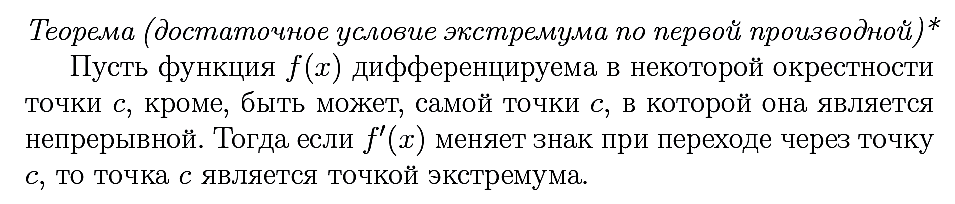 Теорема (достаточное условие экстремума по первой производной)*
Пусть функция f(x) дифференцируема в некоторой окрестности
точки c, кроме, быть может, самой точки c, в которой она является
непрерывной. Тогда если f′(x) меняет знак при переходе через точку
c, то точка c является точкой экстремума.